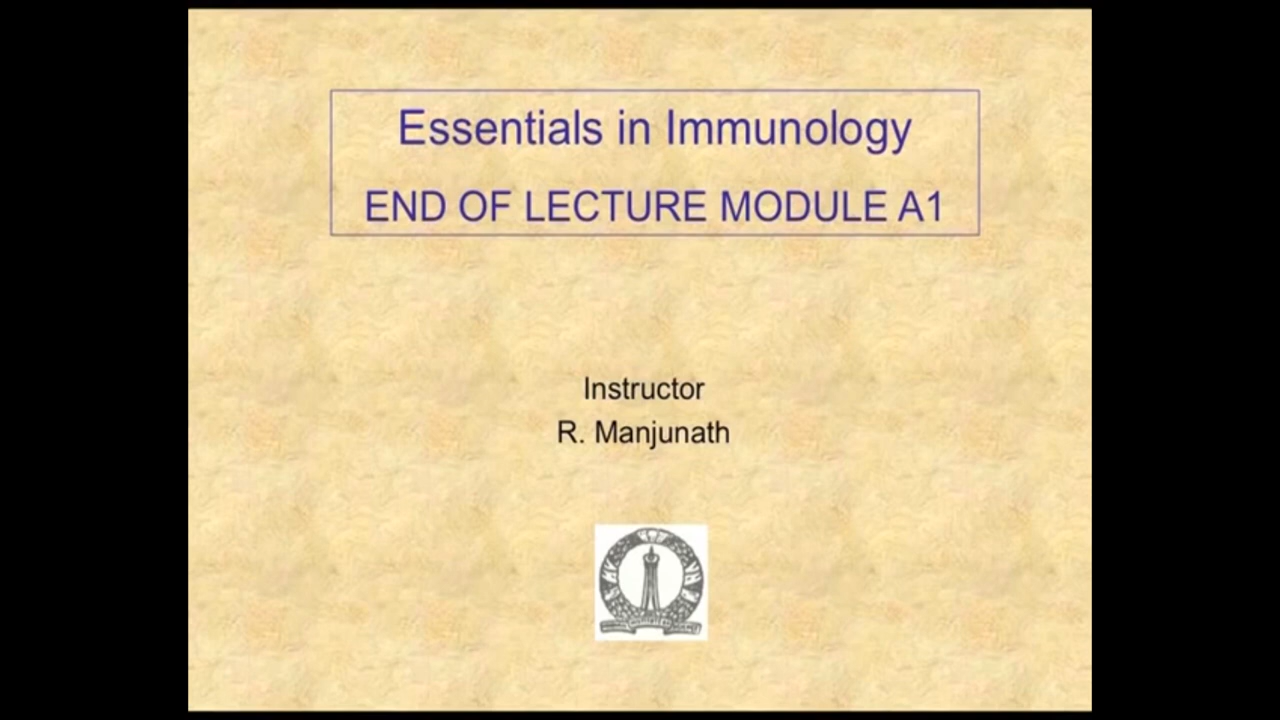 Essentials in Immunology
END OF LECTURE MODULE A1
Instructor
R. Manjunath